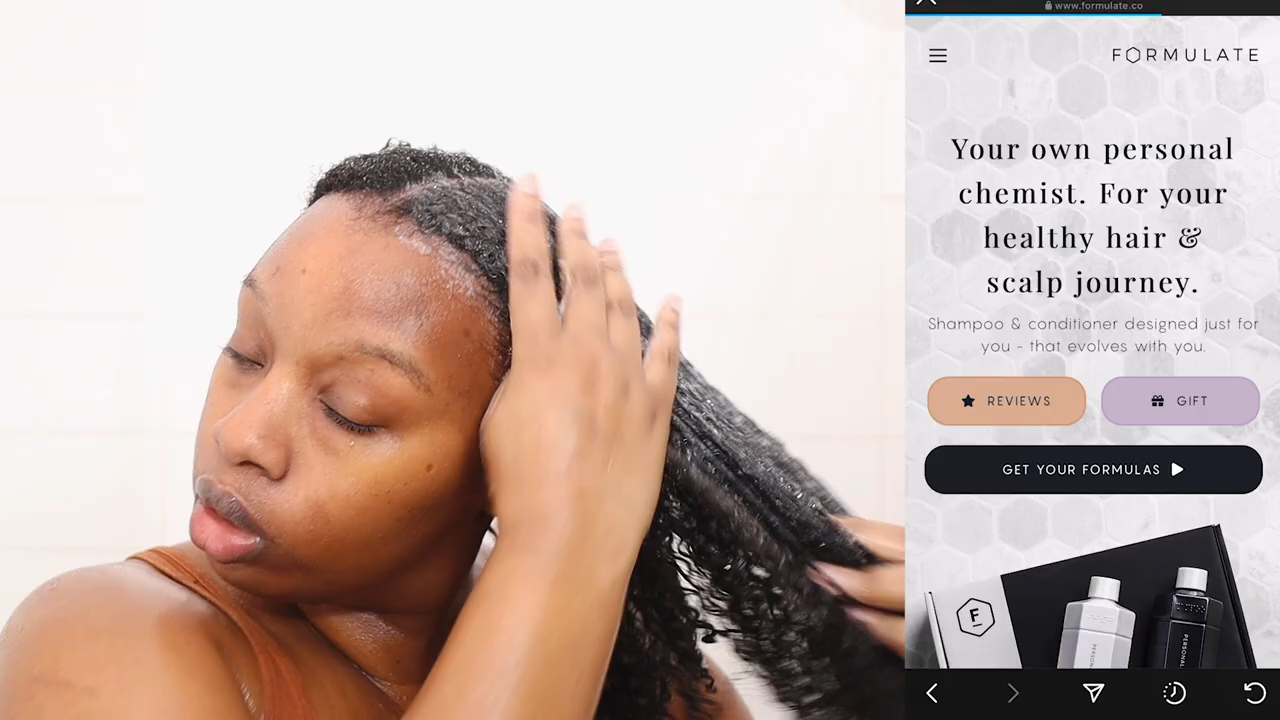 www.formulate.co
FORMULATE
Your own personal
chemist. For your
healthy hair &
scalp journey.
Shampoo & conditioner designed just for
you - that evolves with you.
REVIEWS
GIFT
GET YOUR FORMULAS
F
PERSONAL